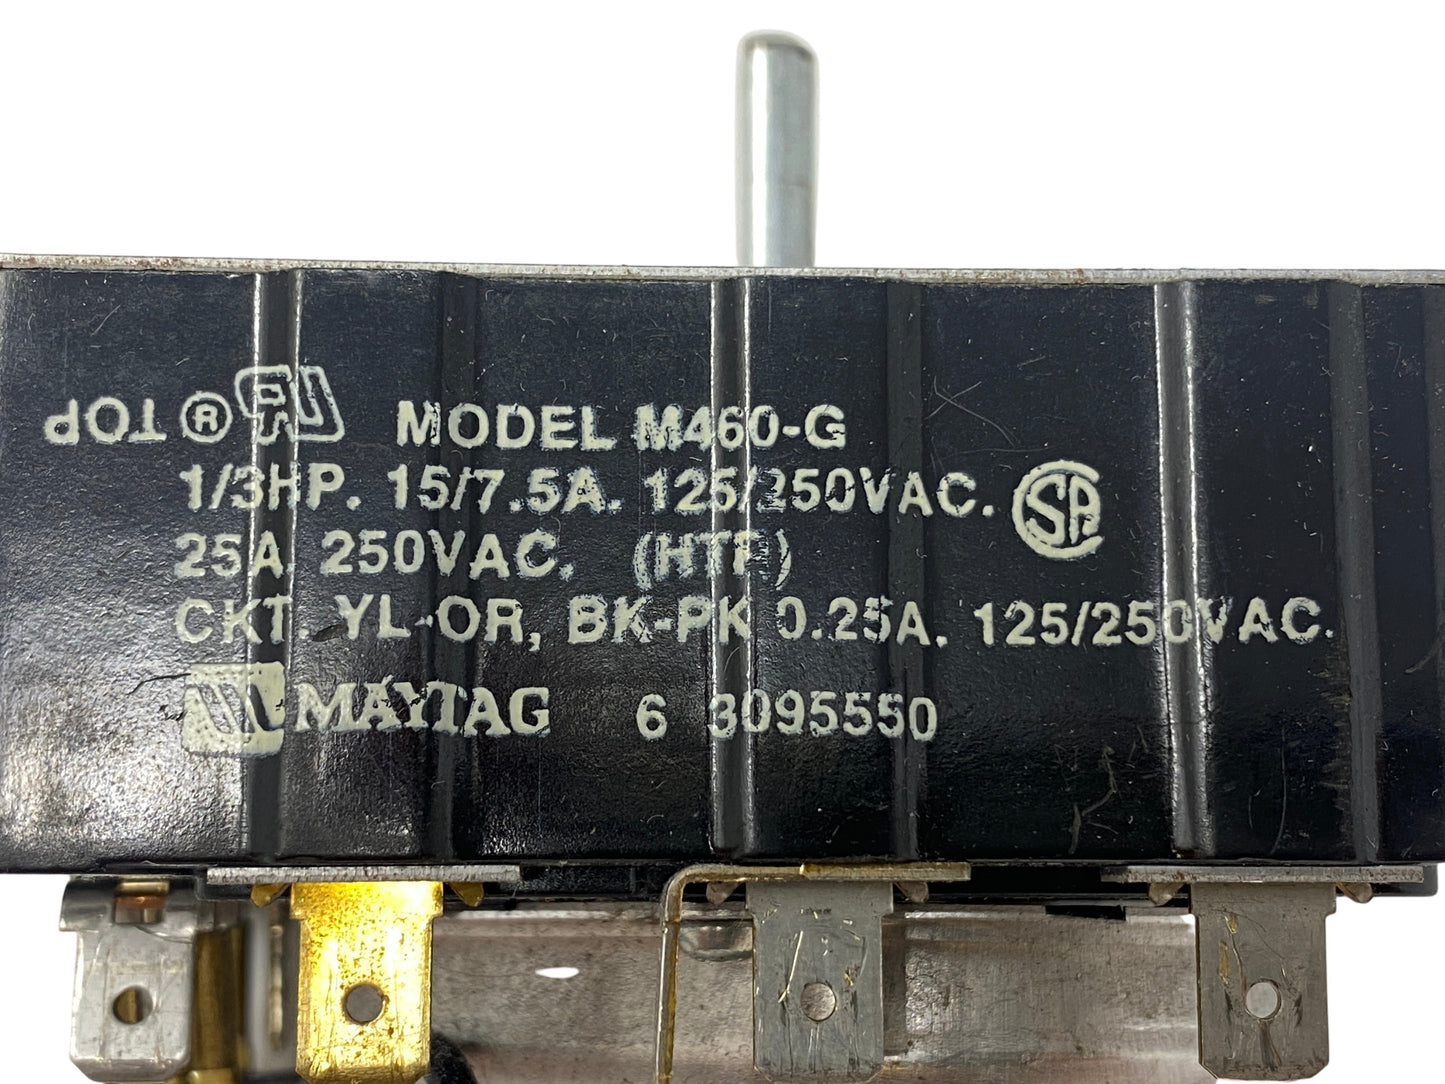 TOP ® MODEL M460-G
1/3HP. 15/7.5A. 125/250VAC.
25A. 250VAC. (HTR)
CKT. YL-OR, BK-PK 0.25A. 125/250VAC.
MAYTAG 6 3095550